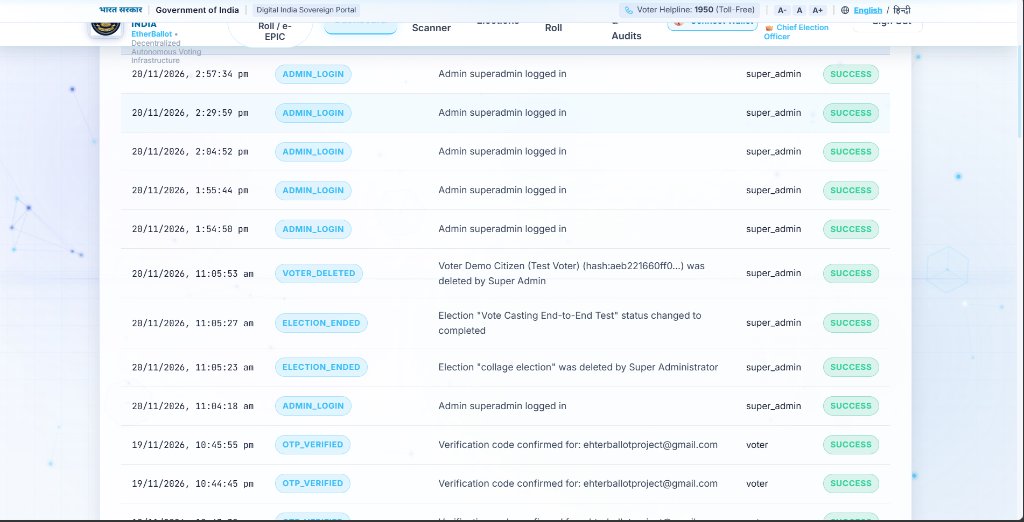 भारत सरकार | Government of India | Digital India Sovereign Portal
Voter Helpline: 1950 (Toll-Free) | A- A A+ | English / हिन्दी
INDIA
EtherBallot •
Decentralized
Autonomous Voting
Infrastructure
Roll / e-
EPIC
Scanner
Elections
Roll
&
Audits
Connect Wallet
Chief Election
Officer
Sign Out
20/11/2026, 2:57:34 pm ADMIN_LOGIN Admin superadmin logged in super_admin SUCCESS
20/11/2026, 2:29:59 pm ADMIN_LOGIN Admin superadmin logged in super_admin SUCCESS
20/11/2026, 2:04:52 pm ADMIN_LOGIN Admin superadmin logged in super_admin SUCCESS
20/11/2026, 1:55:44 pm ADMIN_LOGIN Admin superadmin logged in super_admin SUCCESS
20/11/2026, 1:54:50 pm ADMIN_LOGIN Admin superadmin logged in super_admin SUCCESS
20/11/2026, 11:05:53 am VOTER_DELETED Voter Demo Citizen (Test Voter) (hash:aeb221660ff0...) was
deleted by Super Admin super_admin SUCCESS
20/11/2026, 11:05:27 am ELECTION_ENDED Election "Vote Casting End-to-End Test" status changed to
completed super_admin SUCCESS
20/11/2026, 11:05:23 am ELECTION_ENDED Election "collage election" was deleted by Super Administrator super_admin SUCCESS
20/11/2026, 11:04:18 am ADMIN_LOGIN Admin superadmin logged in super_admin SUCCESS
19/11/2026, 10:45:55 pm OTP_VERIFIED Verification code confirmed for: ehterballotproject@gmail.com voter SUCCESS
19/11/2026, 10:44:45 pm OTP_VERIFIED Verification code confirmed for: ehterballotproject@gmail.com voter SUCCESS